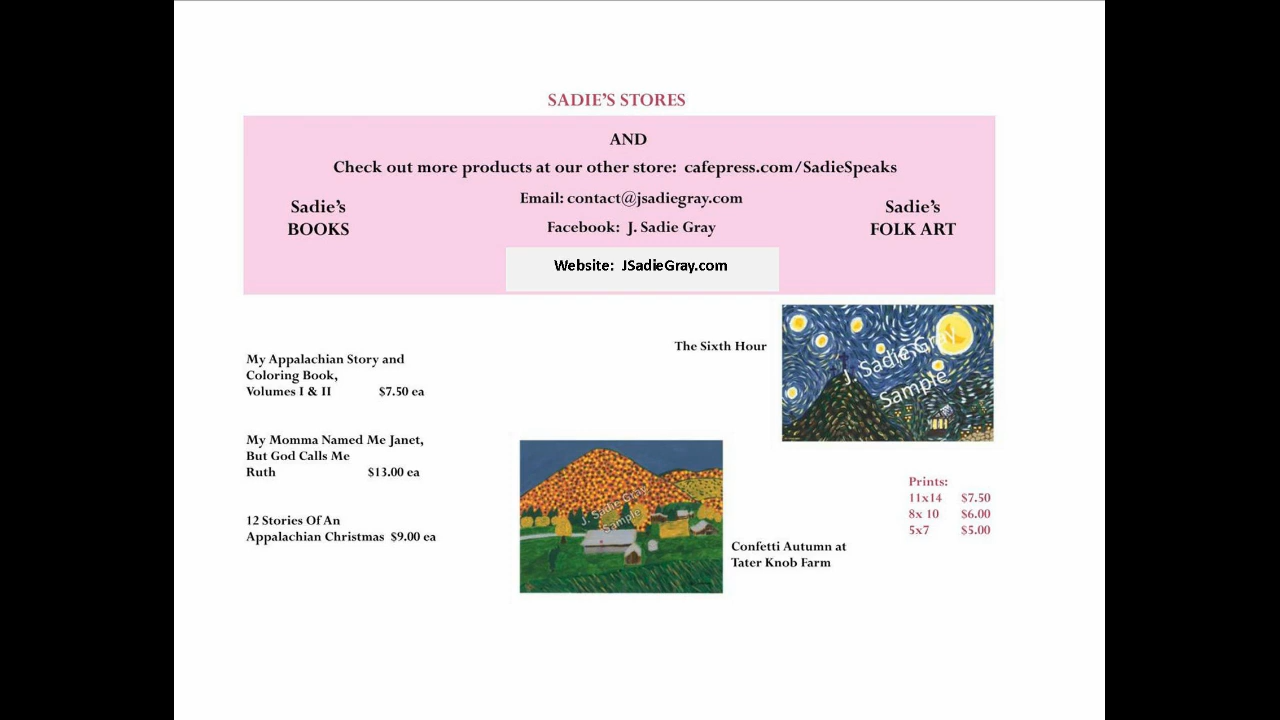 SADIE'S STORES
AND
Check out more products at our other store: cafepress.com/SadieSpeaks
Email: contact@jsadiegray.com
Sadie's
BOOKS
Facebook: J. Sadie Gray
Sadie's
FOLK ART
Website: JSadieGray.com
My Appalachian Story and
Coloring Book,
Volumes I & II $7.50 ea
My Momma Named Me Janet,
But God Calls Me
Ruth $13.00 ea
12 Stories Of An
Appalachian Christmas $9.00 ea
The Sixth Hour
J. Sadie Gray
Sample
J. Sadie Gray
Sample
Confetti Autumn at
Tater Knob Farm
Prints:
11x14 $7.50
8x 10 $6.00
5x7 $5.00